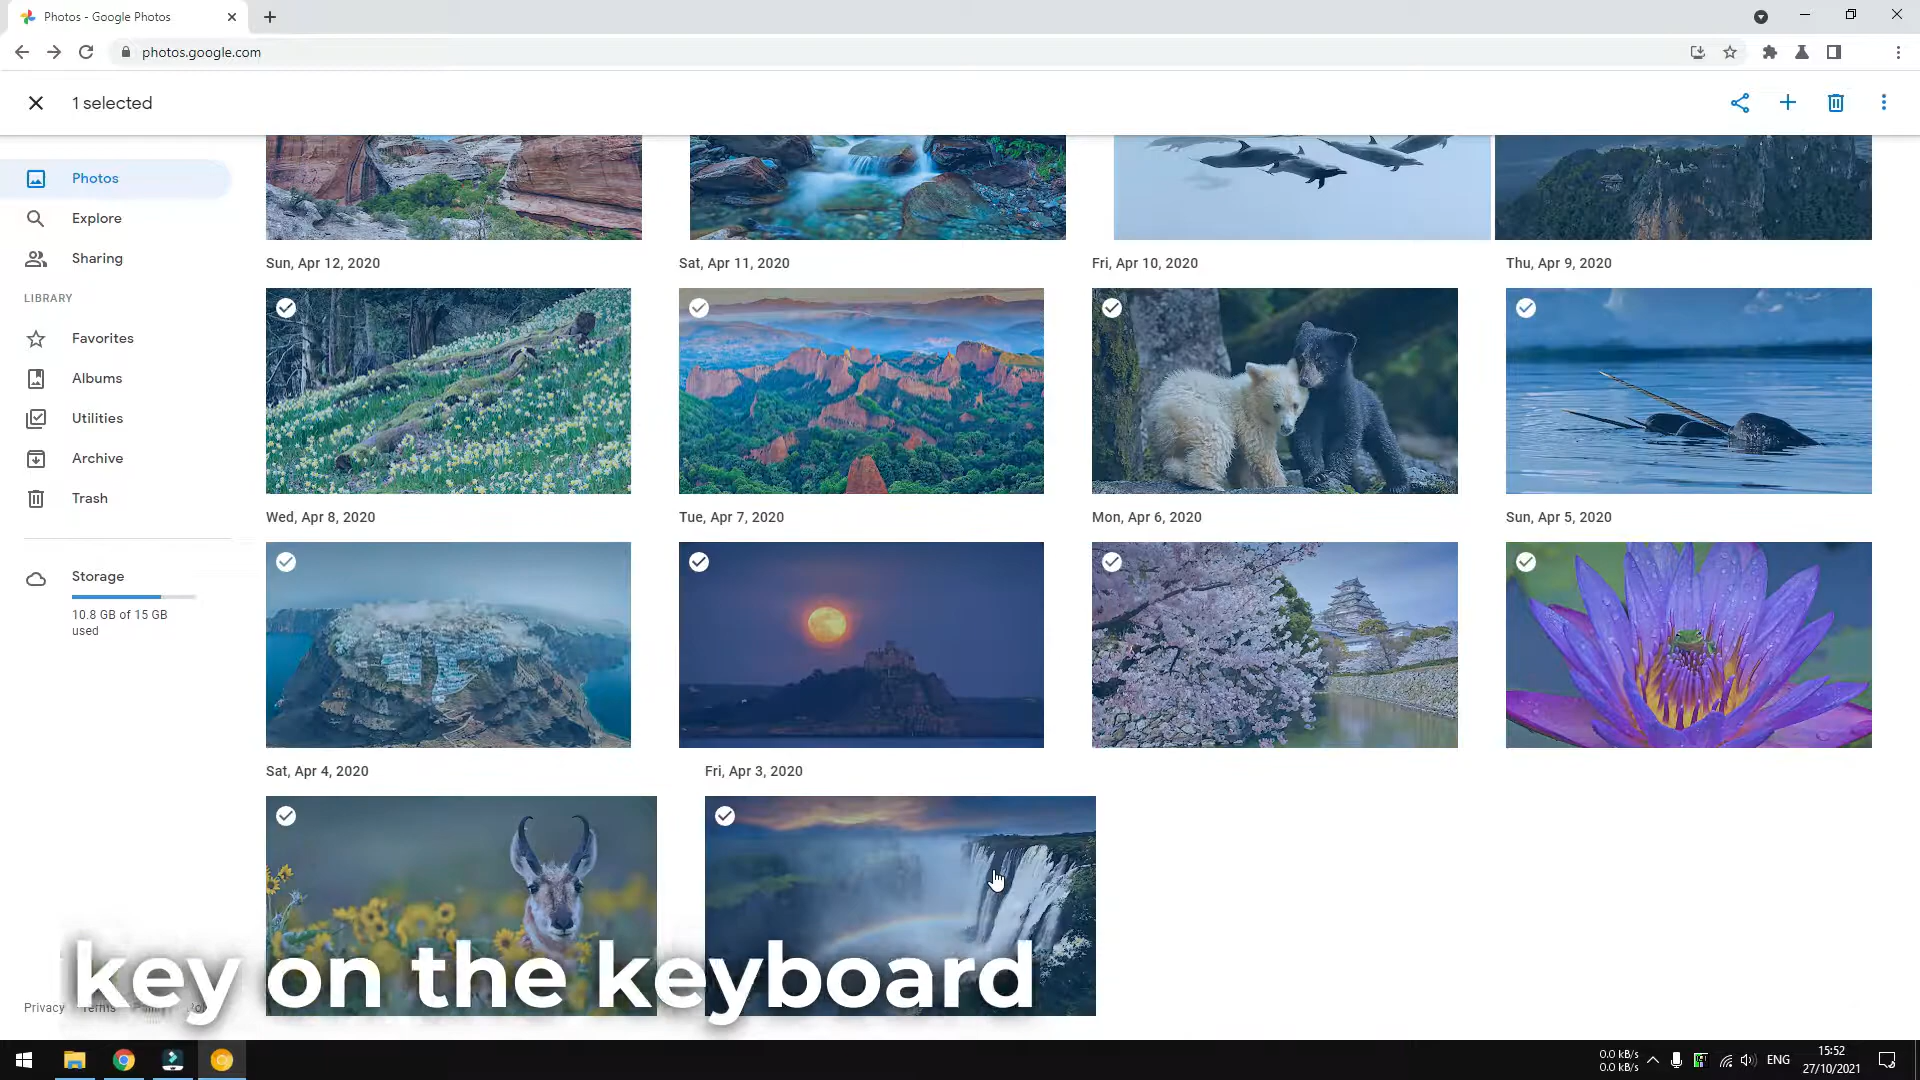 Photos - Google Photos
photos.google.com
1 selected
Photos
Explore
Sharing
LIBRARY
Favorites
Albums
Utilities
Archive
Trash
Storage
10.8 GB of 15 GB
used
Sun, Apr 12, 2020
Sat, Apr 11, 2020
Fri, Apr 10, 2020
Thu, Apr 9, 2020
Wed, Apr 8, 2020
Tue, Apr 7, 2020
Mon, Apr 6, 2020
Sun, Apr 5, 2020
Sat, Apr 4, 2020
Fri, Apr 3, 2020
key on the keyboard
Privacy
Terms
0.0 kB/s
0.0 kB/s
ENG
15:52
27/10/2021